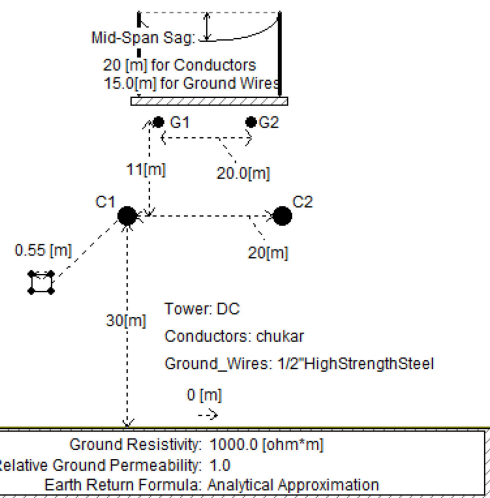 Mid-Span Sag:
20 [m] for Conductors
15.0[m] for Ground Wires
G1
G2
11[m]
20.0[m]
C1
C2
0.55 [m]
20[m]
30[m]
Tower: DC
Conductors: chukar
Ground_Wires: 1/2"HighStrengthSteel
0 [m]
Ground Resistivity: 1000.0 [ohm*m]
Relative Ground Permeability: 1.0
Earth Return Formula: Analytical Approximation